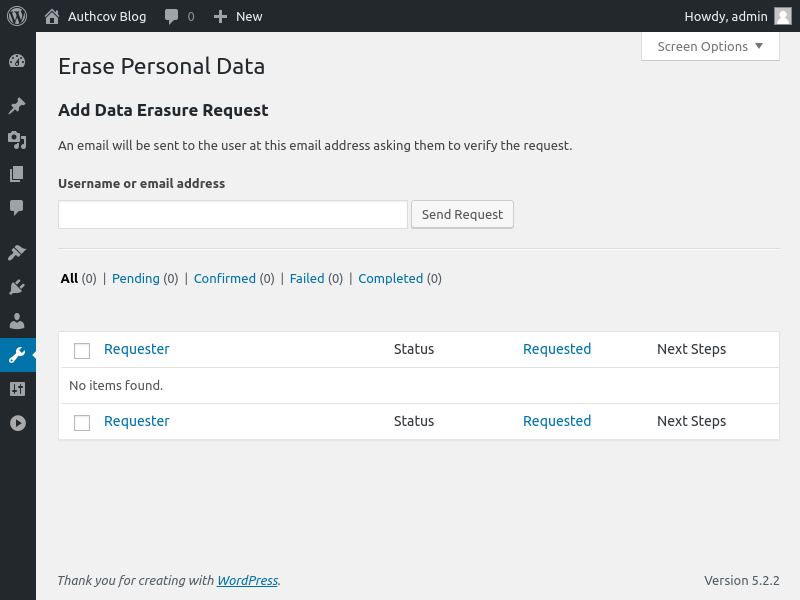 Authcov Blog 0 New Howdy, admin
Screen Options
Erase Personal Data
Add Data Erasure Request
An email will be sent to the user at this email address asking them to verify the request.
Username or email address
Send Request
All (0) | Pending (0) | Confirmed (0) | Failed (0) | Completed (0)
Requester Status Requested Next Steps
No items found.
Requester Status Requested Next Steps
Thank you for creating with WordPress. Version 5.2.2